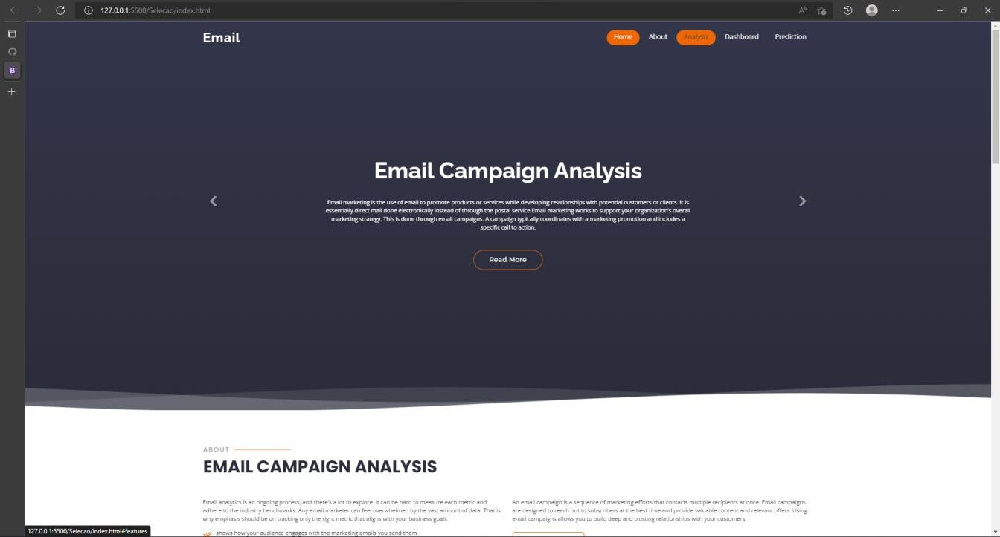 127.0.0.1:5500/Selecao/index.html
B
Email
Home About Analysis Dashboard Prediction
Email Campaign Analysis
Email marketing is the use of email to promote products or services while developing relationships with potential customers or clients. It is
essentially direct mail done electronically instead of through the postal service.Email marketing works to support your organization's overall
marketing strategy. This is done through email campaigns. A campaign typically coordinates with a marketing promotion and includes a
specific call to action.
Read More
ABOUT
EMAIL CAMPAIGN ANALYSIS
Email analytics is an ongoing process, and there's a lot to explore. It can be hard to measure each metric and
adhere to the industry benchmarks. Any email marketer can feel overwhelmed by the vast amount of data. That is
why emphasis should be on tracking only the right metric that aligns with your business goals.
shows how your audience engages with the marketing emails you send them.
An email campaign is a sequence of marketing efforts that contacts multiple recipients at once. Email campaigns
are designed to reach out to subscribers at the best time and provide valuable content and relevant offers. Using
email campaigns allows you to build deep and trusting relationships with your customers.
127.0.0.1:5500/Selecao/index.html#features